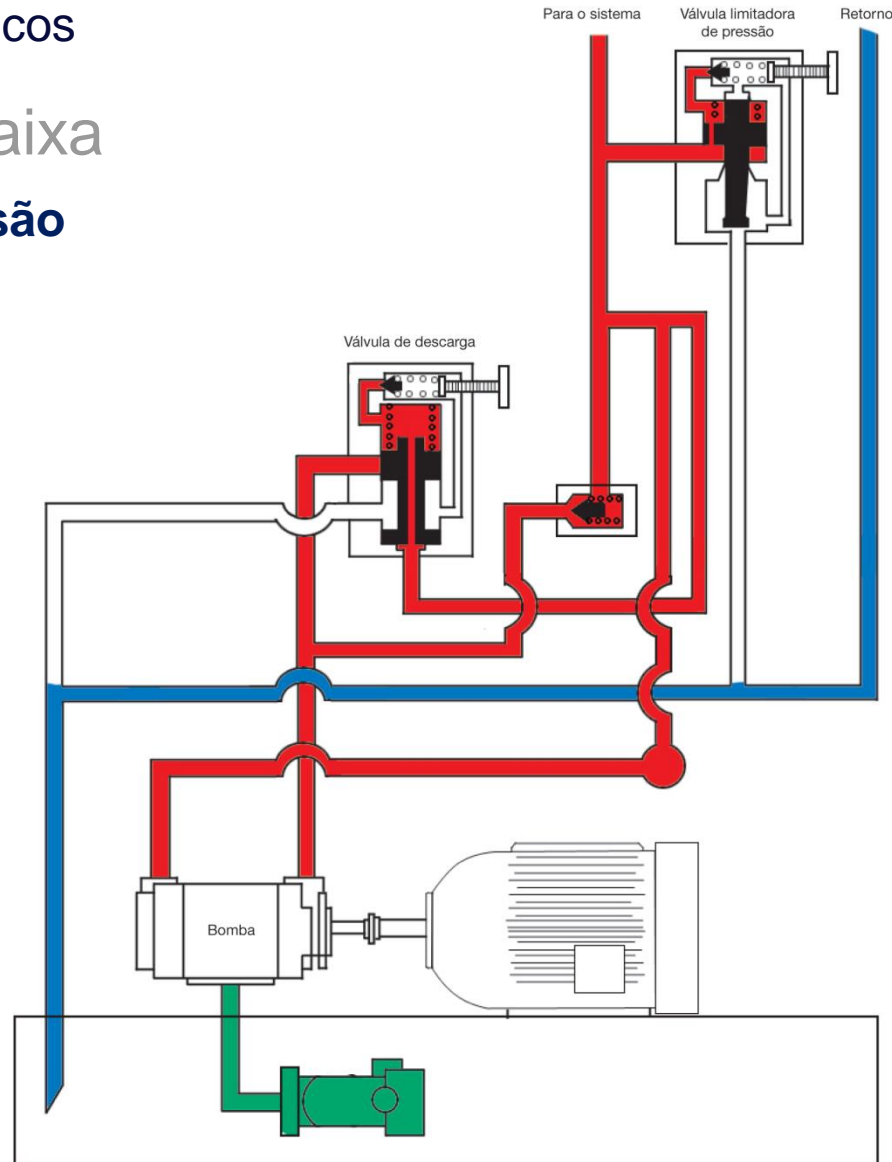 cos
aixa
são
Para o sistema
Válvula limitadora
de pressão
Retorno
Válvula de descarga
Bomba